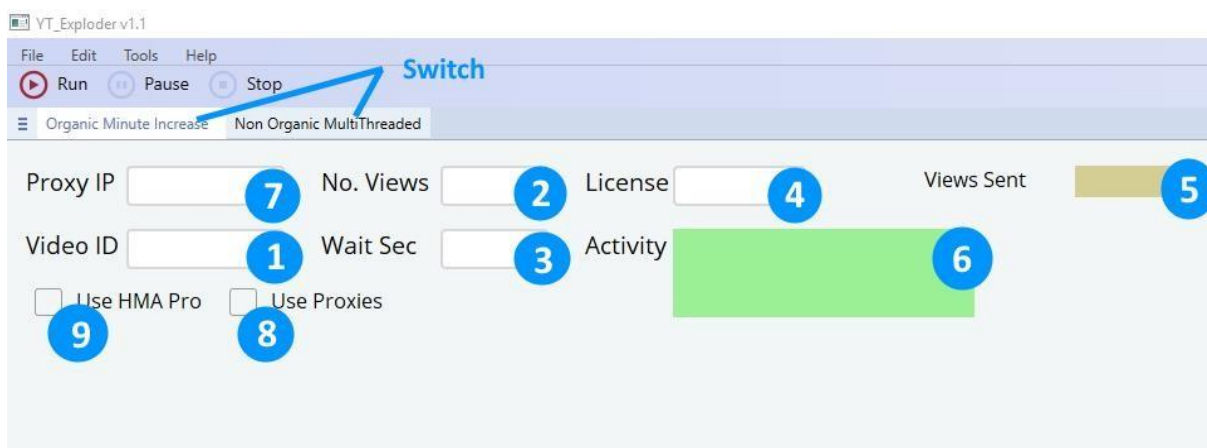 YT_Exploder v1.1
File Edit Tools Help
Run Pause Stop
Switch
Organic Minute Increase Non Organic MultiThreaded
Proxy IP 7 No. Views 2 License 4 Views Sent 5
Video ID 1 Wait Sec 3 Activity 6
Use HMA Pro Use Proxies
9 8